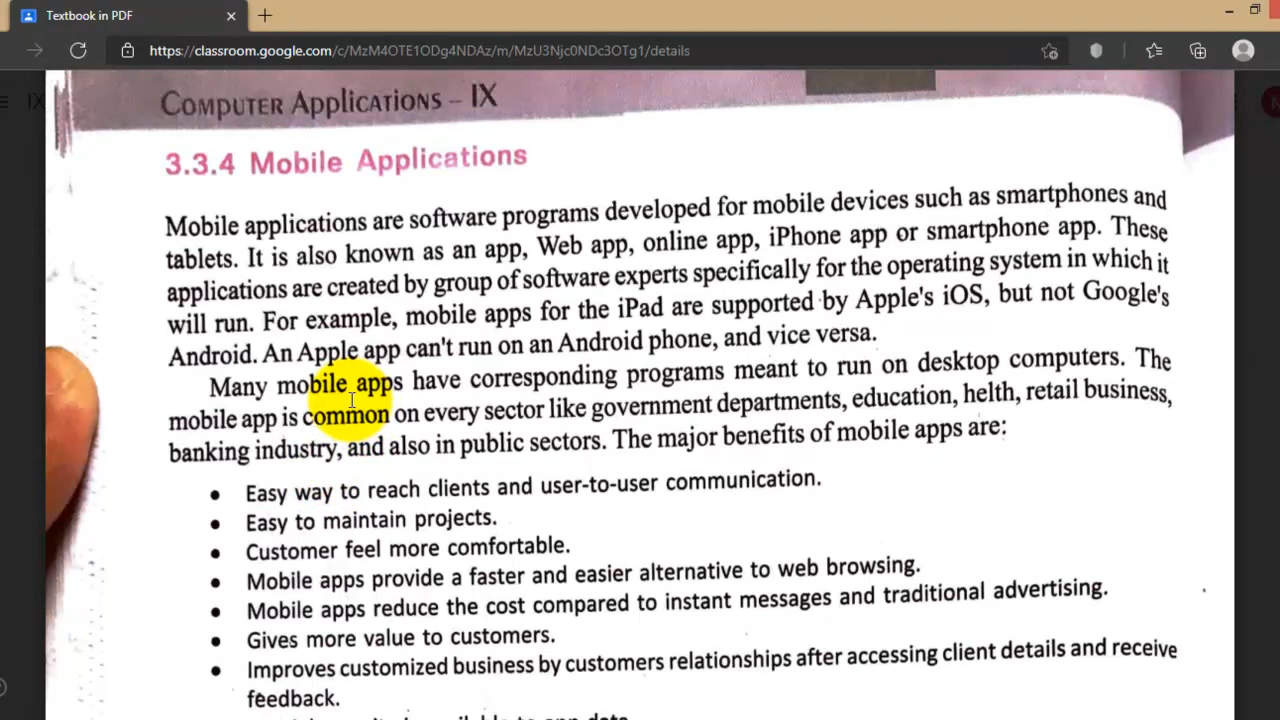 Textbook in PDF
https://classroom.google.com/c/MzM4OTE1ODg4NDAz/m/MzU3Njc0NDc3OTg1/details
IX
COMPUTER APPLICATIONS – IX
3.3.4 Mobile Applications
Mobile applications are software programs developed for mobile devices such as smartphones and
tablets. It is also known as an app, Web app, online app, iPhone app or smartphone app. These
applications are created by group of software experts specifically for the operating system in which it
will run. For example, mobile apps for the iPad are supported by Apple's iOS, but not Google's
Android. An Apple app can't run on an Android phone, and vice versa.
Many mobile apps have corresponding programs meant to run on desktop computers. The
mobile app is common on every sector like government departments, education, helth, retail business,
banking industry, and also in public sectors. The major benefits of mobile apps are:
• Easy way to reach clients and user-to-user communication.
• Easy to maintain projects.
• Customer feel more comfortable.
• Mobile apps provide a faster and easier alternative to web browsing.
• Mobile apps reduce the cost compared to instant messages and traditional advertising.
• Gives more value to customers.
• Improves customized business by customers relationships after accessing client details and receive
feedback.